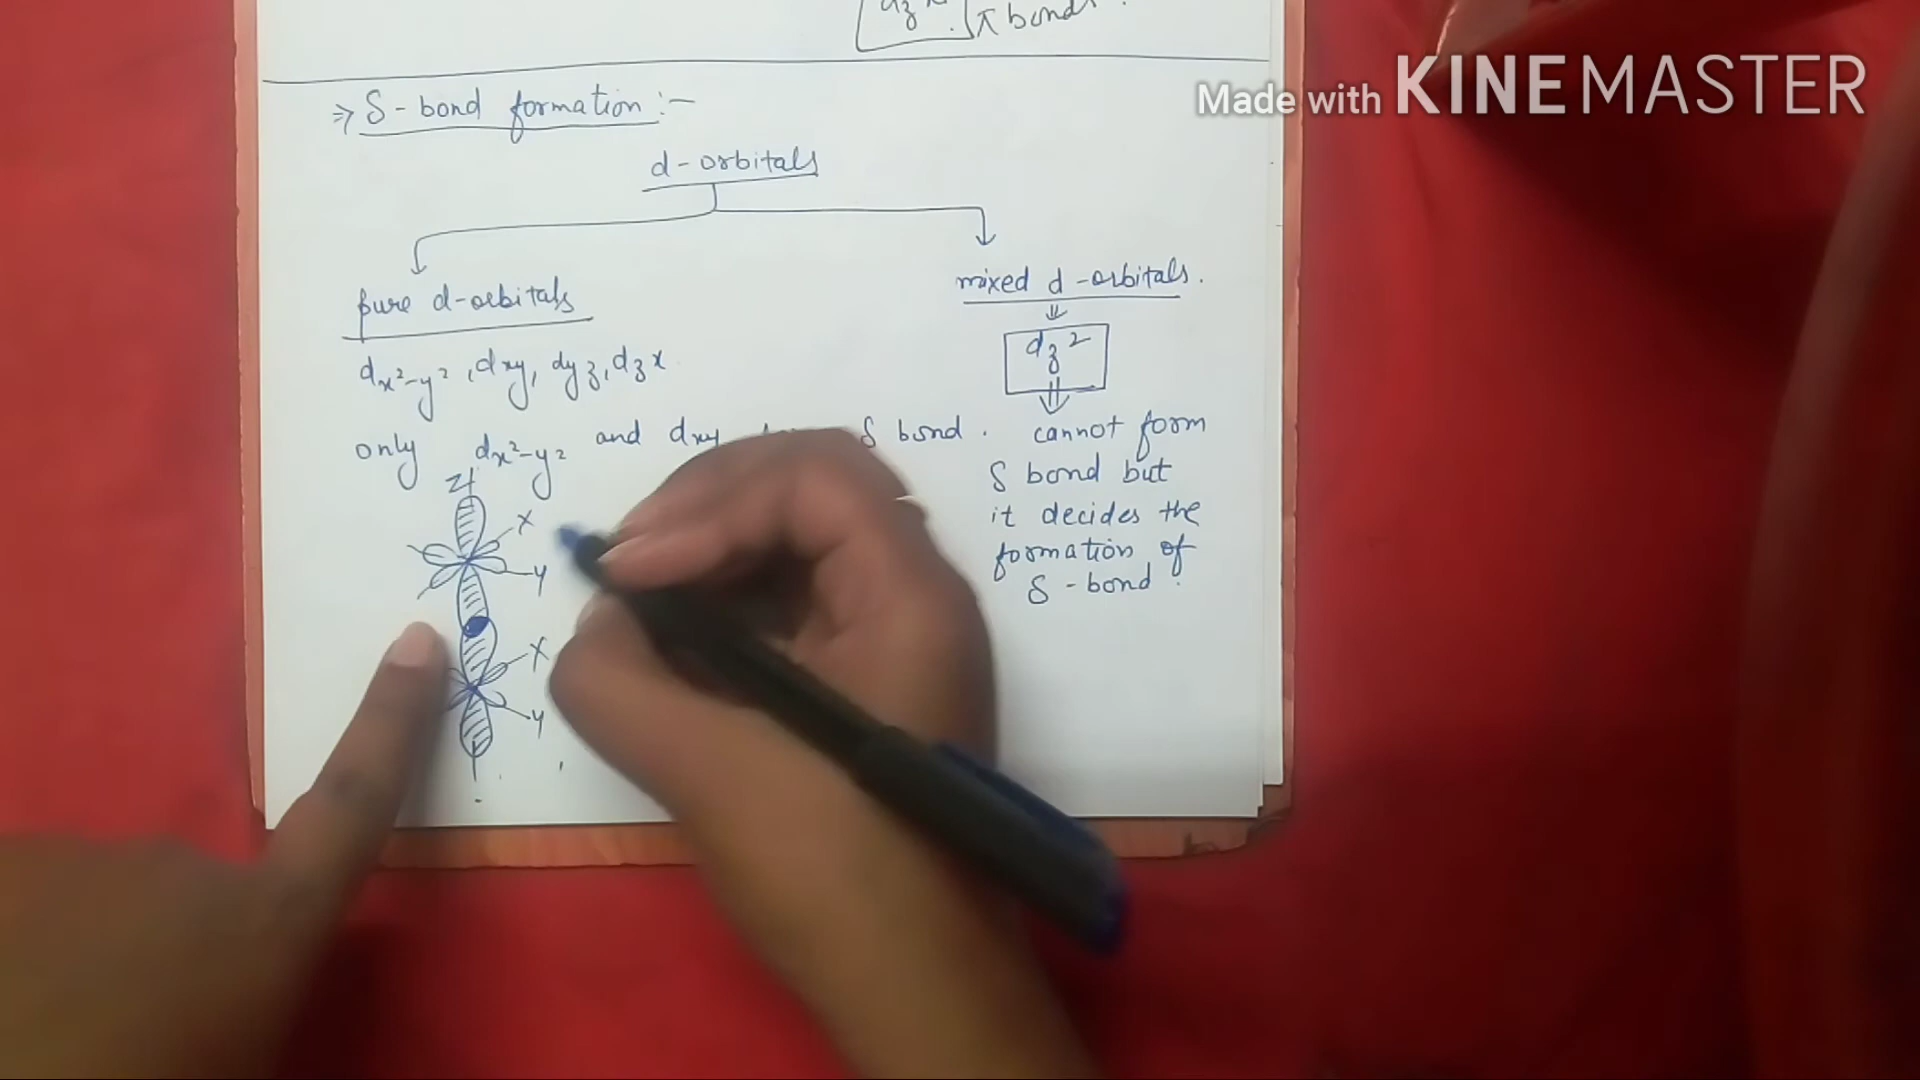 π bonds
Made with KINEMASTER
⇒ δ - bond formation :-
d - orbitals
pure d-orbitals
mixed d -orbitals.
dz²
dx²-y², dxy, dyz, dzx
only dx²-y² and dxy δ bond. cannot form
δ bond but
Z
X
it decides the
formation of
Y
δ - bond
X
Y